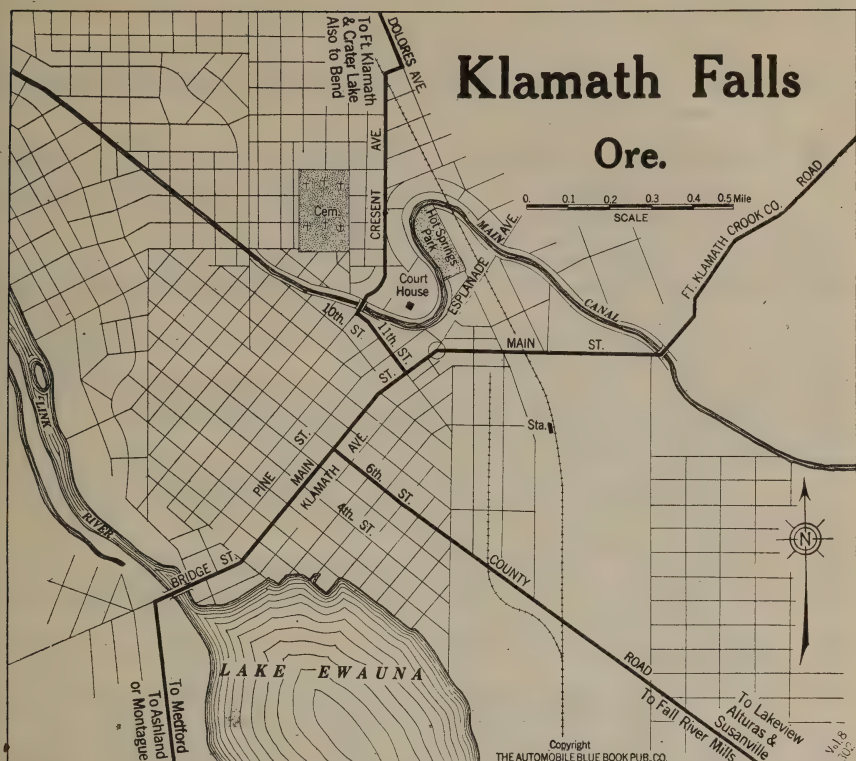 To Ft. Klamath
& Crater Lake
Also to Bend
DOLORES AVE.
Klamath Falls
Ore.
0. 0.1 0.2 0.3 0.4 0.5 Mile
SCALE
CRESENT AVE.
Cem.
Hot Springs
Park
MAIN AVE.
ESPLANADE
FT. KLAMATH CROOK CO. ROAD
Court
House
CANAL
10th. ST.
11th. ST.
MAIN ST.
LINK RIVER
Sta.
PINE ST.
MAIN ST.
KLAMATH AVE.
6th. ST.
4th. ST.
N
BRIDGE ST.
COUNTY ROAD
LAKE EWAUNA
To Medford
To Ashland
or Montague
To Fall River Mills
To Lakeview
Alturas &
Susanville
Copyright
THE AUTOMOBILE BLUE BOOK PUB. CO.